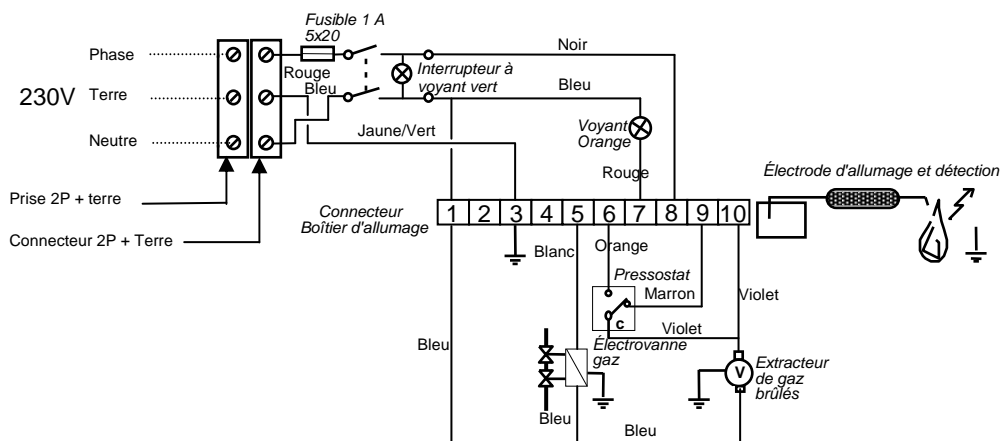 Fusible 1 A
5x20
Phase
Noir
Rouge
Interrupteur à
voyant vert
230V
Terre
Bleu
Bleu
Neutre
Jaune/Vert
Voyant
Orange
Rouge
Électrode d'allumage et détection
Prise 2P + terre
Connecteur
Boîtier d'allumage
1 2 3 4 5 6 7 8 9 10
Connecteur 2P + Terre
Blanc
Orange
Pressostat
Marron
Violet
c
Violet
Bleu
Électrovanne
gaz
V
Extracteur
de gaz
brûlés
Bleu
Bleu